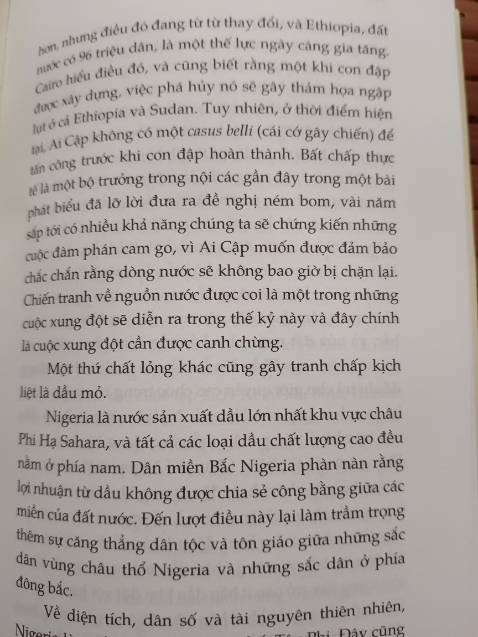 hơn, nhưng điều đó đang từ từ thay đổi, và Ethiopia, đất
nước có 96 triệu dân, là một thế lực ngày càng gia tăng.
Cairo hiểu điều đó, và cũng biết rằng một khi con đập
được xây dựng, việc phá hủy nó sẽ gây thảm họa ngập
lụt ở cả Ethiopia và Sudan. Tuy nhiên, ở thời điểm hiện
tại, Ai Cập không có một casus belli (cái cớ gây chiến) để
tấn công trước khi con đập hoàn thành. Bất chấp thực
tế là một bộ trưởng trong nội các gần đây trong một bài
phát biểu đã lỡ lời đưa ra đề nghị ném bom, vài năm
sắp tới có nhiều khả năng chúng ta sẽ chứng kiến những
cuộc đàm phán cam go, vì Ai Cập muốn được đảm bảo
chắc chắn rằng dòng nước sẽ không bao giờ bị chặn lại.
Chiến tranh về nguồn nước được coi là một trong những
cuộc xung đột sẽ diễn ra trong thế kỷ này và đây chính
là cuộc xung đột cần được canh chừng.
Một thứ chất lỏng khác cũng gây tranh chấp kịch
liệt là dầu mỏ.
Nigeria là nước sản xuất dầu lớn nhất khu vực châu
Phi Hạ Sahara, và tất cả các loại dầu chất lượng cao đều
nằm ở phía nam. Dân miền Bắc Nigeria phàn nàn rằng
lợi nhuận từ dầu không được chia sẻ công bằng giữa các
miền của đất nước. Đến lượt điều này lại làm trầm trọng
thêm sự căng thẳng dân tộc và tôn giáo giữa những sắc
dân vùng châu thổ Nigeria và những sắc dân ở phía
đông bắc.
Về diện tích, dân số và tài nguyên thiên nhiên,
Nigeria Phi. Đây cũng